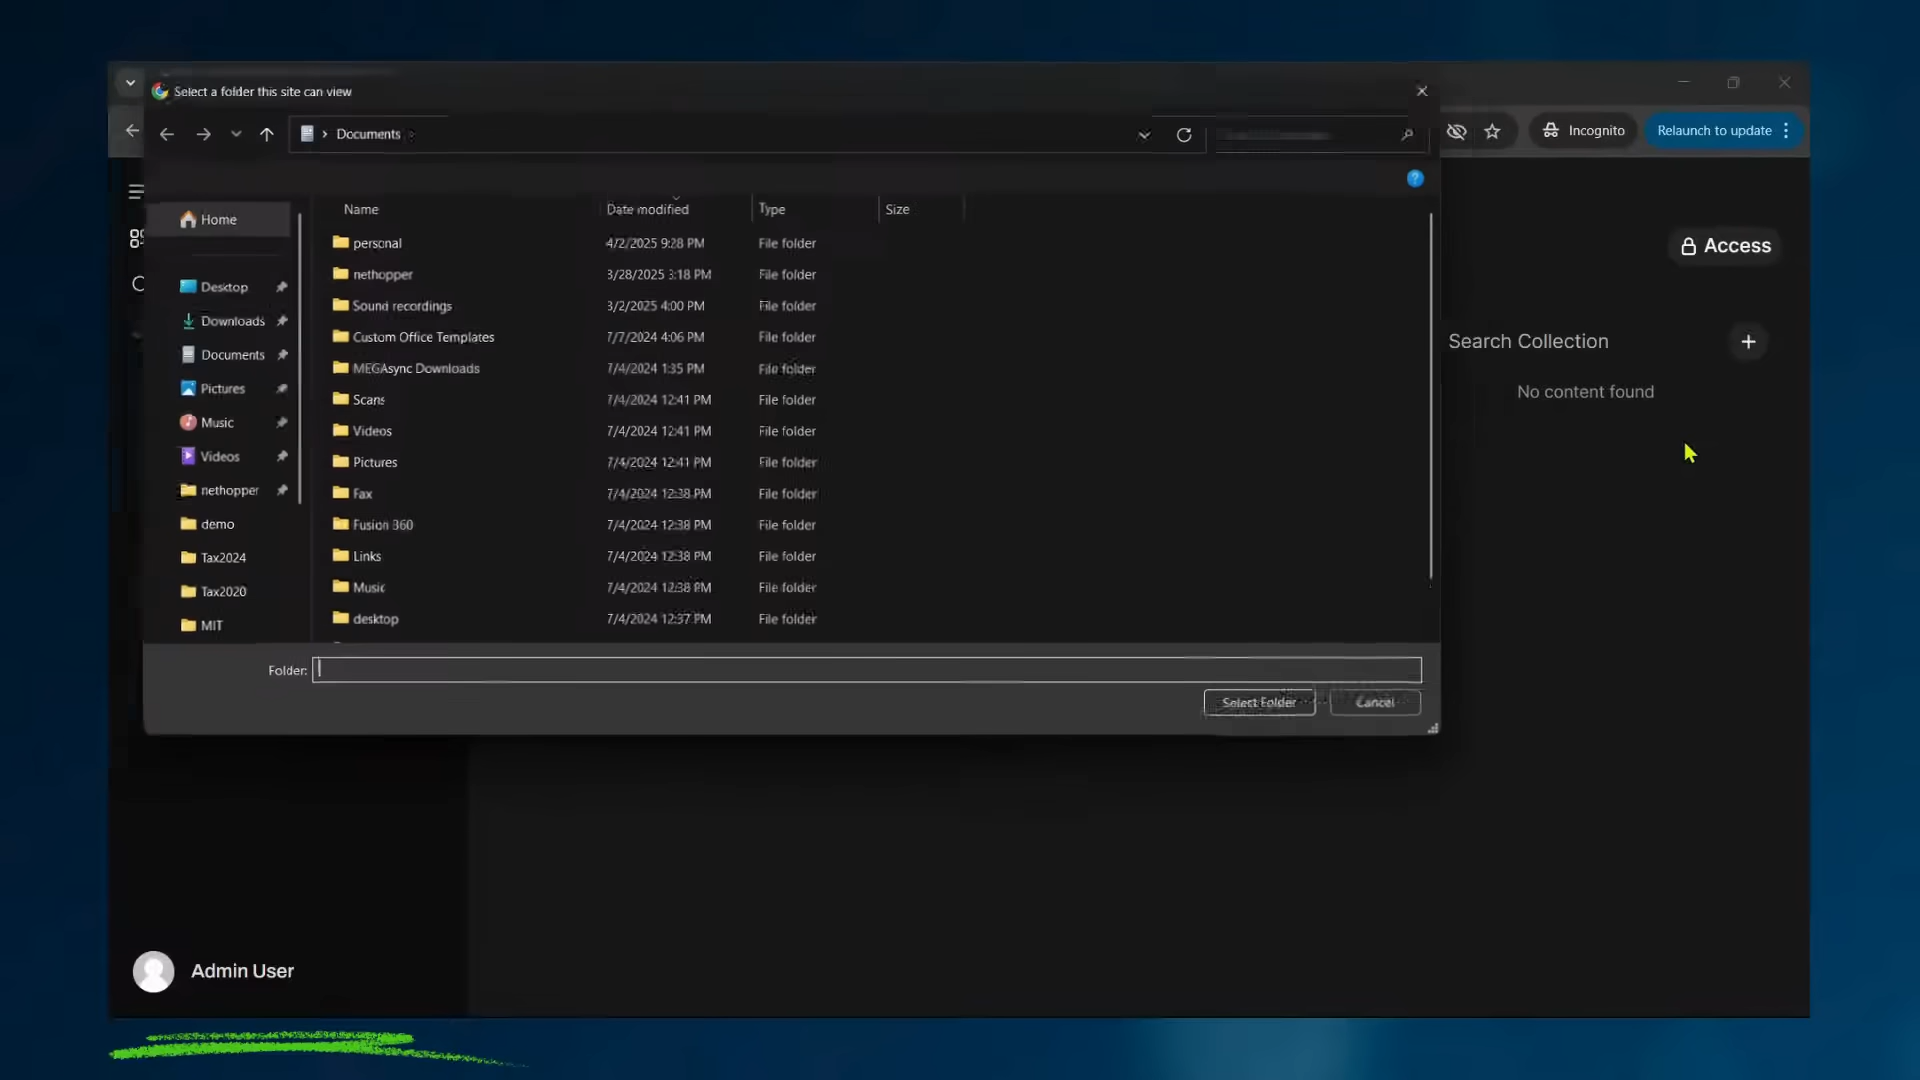 Select a folder this site can view
Documents
Incognito
Relaunch to update
Name Date modified Type Size
Home
personal 4/2/2025 9:28 PM File folder
nethopper 3/28/2025 3:18 PM File folder
Desktop
Sound recordings 3/2/2025 4:00 PM File folder
Downloads
Custom Office Templates 7/7/2024 4:06 PM File folder
Documents
MEGAsync Downloads 7/4/2024 1:35 PM File folder
Pictures
Scans 7/4/2024 12:41 PM File folder
Music
Videos 7/4/2024 12:41 PM File folder
Videos
Pictures 7/4/2024 12:41 PM File folder
nethopper
Fax 7/4/2024 12:38 PM File folder
demo
Fusion 360 7/4/2024 12:38 PM File folder
Tax2024
Links 7/4/2024 12:38 PM File folder
Tax2020
Music 7/4/2024 12:38 PM File folder
MIT
desktop 7/4/2024 12:37 PM File folder
Folder:
Select Folder Cancel
Access
Search Collection
No content found
Admin User